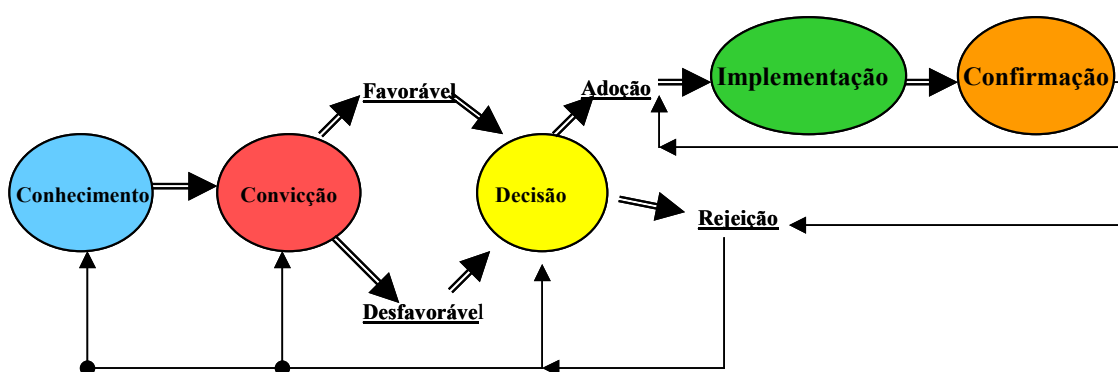 Conhecimento
Convicção
Favorável
Desfavorável
Decisão
Adoção
Rejeição
Implementação
Confirmação